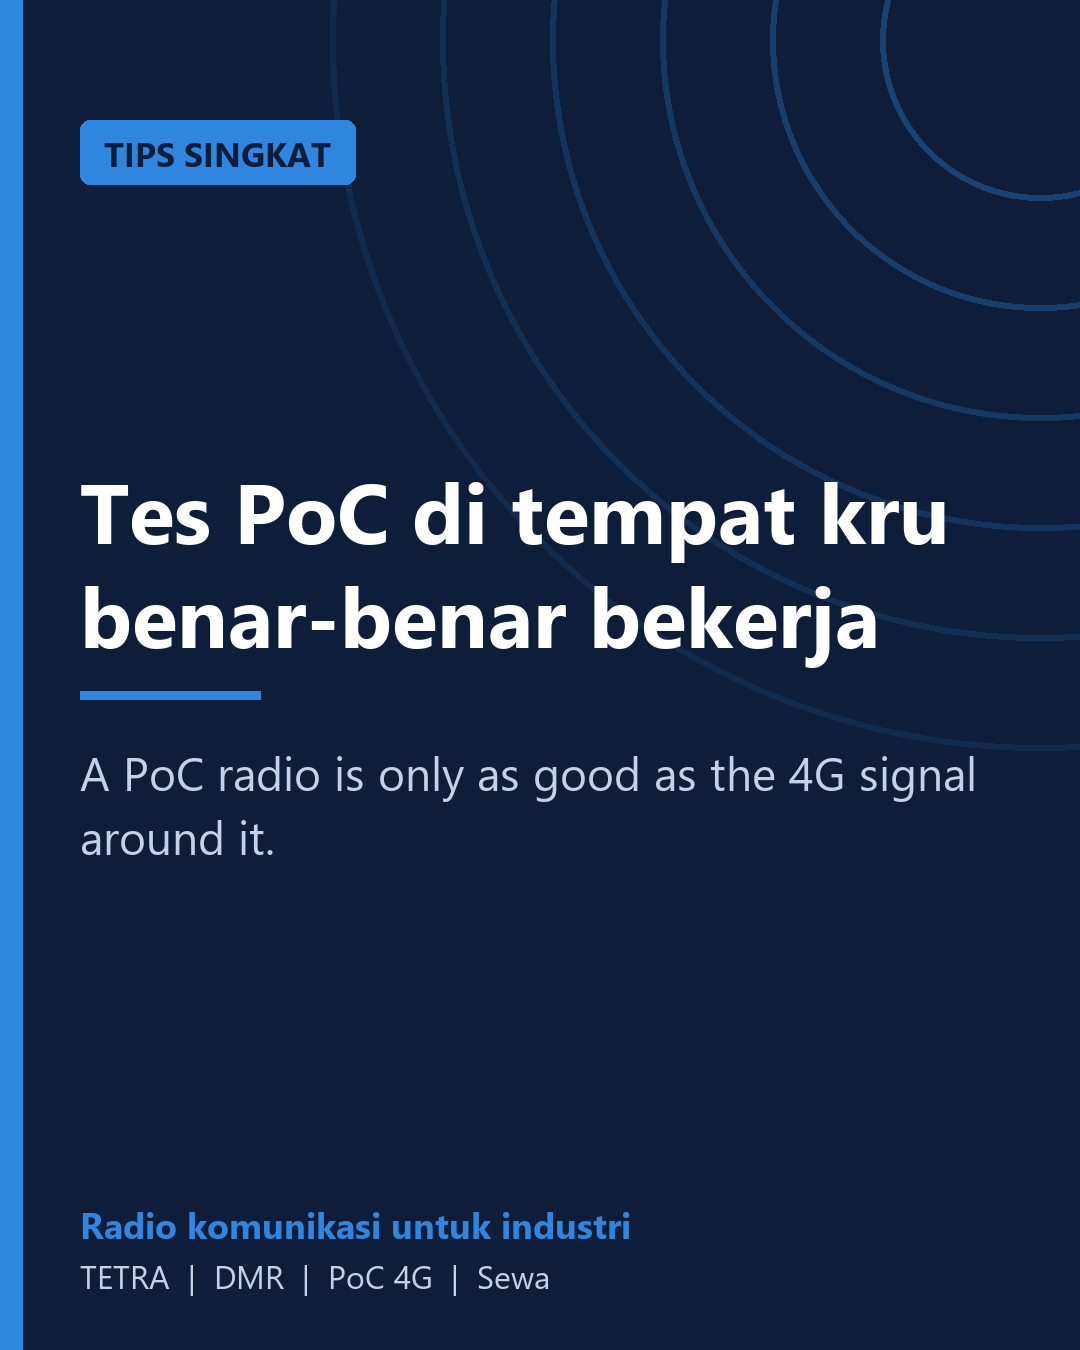 TIPS SINGKAT
Tes PoC di tempat kru
benar-benar bekerja
A PoC radio is only as good as the 4G signal
around it.
Radio komunikasi untuk industri
TETRA | DMR | PoC 4G | Sewa